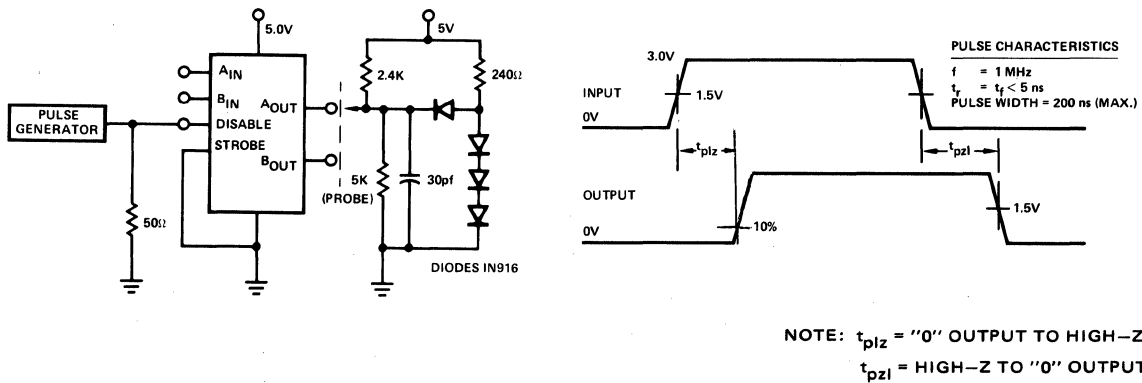 5.0V
5V
AIN
BIN
DISABLE
STROBE
AOUT
BOUT
PULSE
GENERATOR
50Ω
2.4K
240Ω
5K
(PROBE)
30pf
DIODES IN916
PULSE CHARACTERISTICS
f = 1 MHz
tr = tf < 5 ns
PULSE WIDTH = 200 ns (MAX.)
3.0V
INPUT
1.5V
0V
tplz
tpzl
OUTPUT
1.5V
0V
10%
NOTE: tplz = "0" OUTPUT TO HIGH–Z
tpzl = HIGH–Z TO "0" OUTPUT